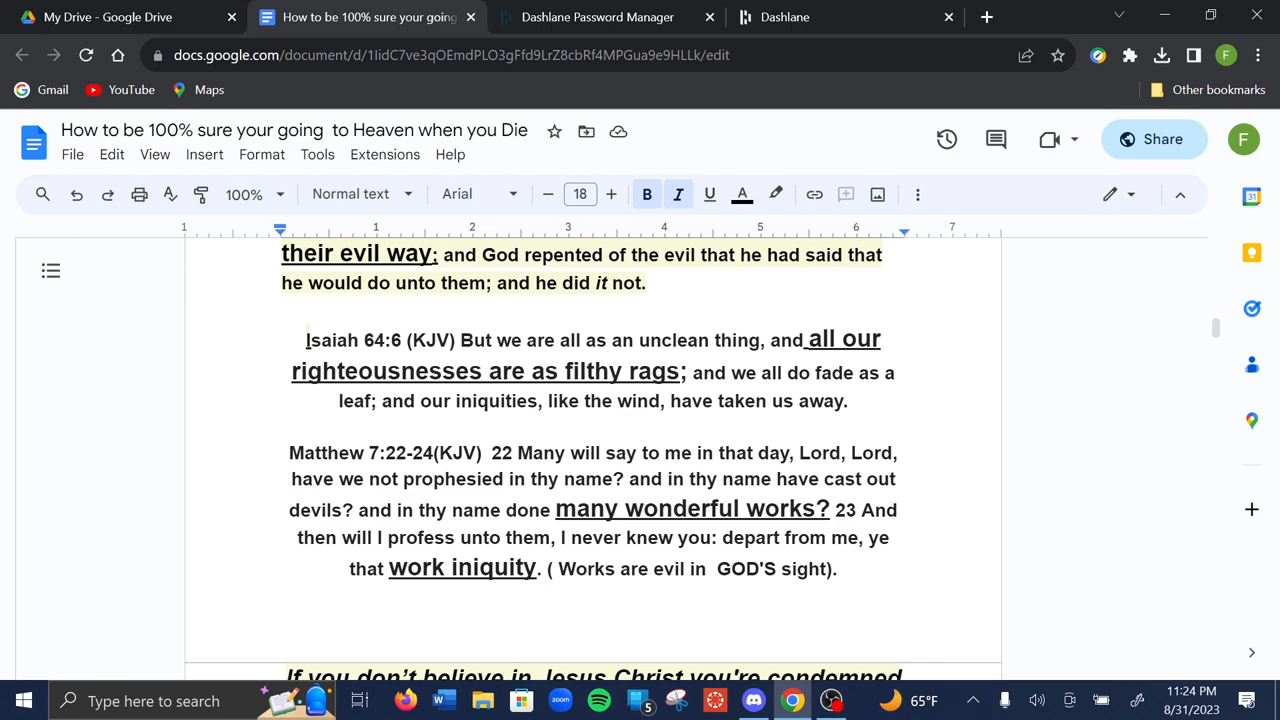 My Drive - Google Drive
How to be 100% sure your going
Dashlane Password Manager
Dashlane
docs.google.com/document/d/1IidC7ve3qOEmdPLO3gFfd9LrZ8cbRf4MPGua9e9HLLk/edit
Gmail
YouTube
Maps
Other bookmarks
How to be 100% sure your going to Heaven when you Die
Share
F
File Edit View Insert Format Tools Extensions Help
100% Normal text Arial 18 B I U A
1 1 2 3 4 5 6 7
their evil way; and God repented of the evil that he had said that
he would do unto them; and he did it not.
Isaiah 64:6 (KJV) But we are all as an unclean thing, and all our
righteousnesses are as filthy rags; and we all do fade as a
leaf; and our iniquities, like the wind, have taken us away.
Matthew 7:22-24(KJV) 22 Many will say to me in that day, Lord, Lord,
have we not prophesied in thy name? and in thy name have cast out
devils? and in thy name done many wonderful works? 23 And
then will I profess unto them, I never knew you: depart from me, ye
that work iniquity. ( Works are evil in GOD'S sight).
If you don't believe in Jesus Christ you're condemned
Type here to search
5
65°F
11:24 PM
8/31/2023